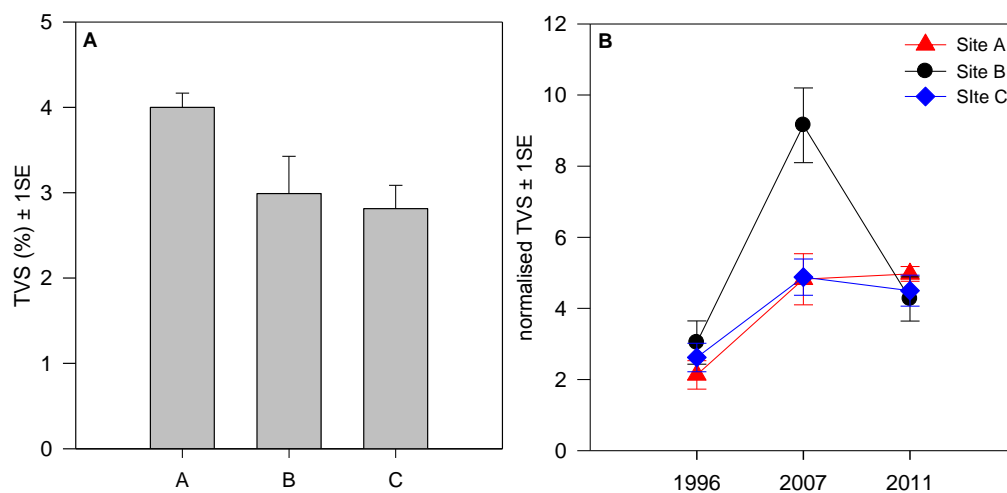 A
TVS (%) ± 1SE
5
4
3
2
1
0
A B C
B
normalised TVS ± 1SE
12
10
8
6
4
2
0
Site A
Site B
SIte C
1996 2007 2011